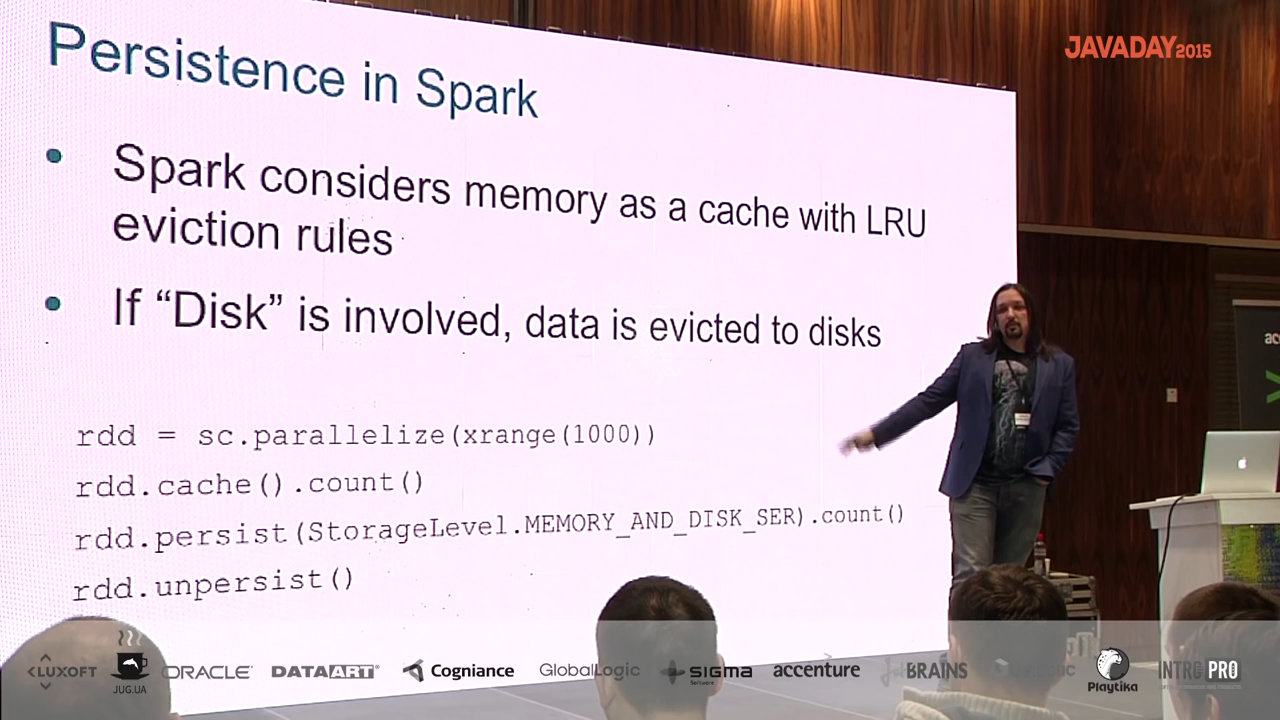 JAVADAY2015
Persistence in Spark
• Spark considers memory as a cache with LRU
eviction rules
• If “Disk” is involved, data is evicted to disks
rdd = sc.parallelize(xrange(1000))
rdd.cache().count()
rdd.persist(StorageLevel.MEMORY_AND_DISK_SER).count()
rdd.unpersist()
LUXOFT
JUG.UA
ORACLE
DATAART
Cogniance
GlobalLogic
SIGMA
Software
accenture
BRAINS
Playtika
INTRO PRO